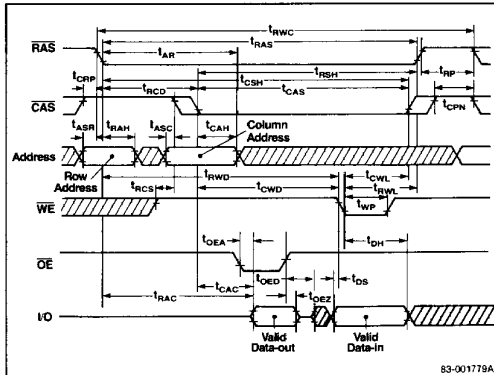 tRWC
tRAS
tAR
RAS
tRSH
tRP
tCSH
tCRP
tRCD
tCAS
tCPN
CAS
tASR
tRAH
tASC
tCAH
Column
Address
Address
Row
Address
tRWD
tCWL
tRCS
tCWD
tRWL
WE
tWP
tOEA
tDH
OE
tOED
tDS
tCAC
tOEZ
tRAC
I/O
Valid
Data-out
Valid
Data-in
83-001779A